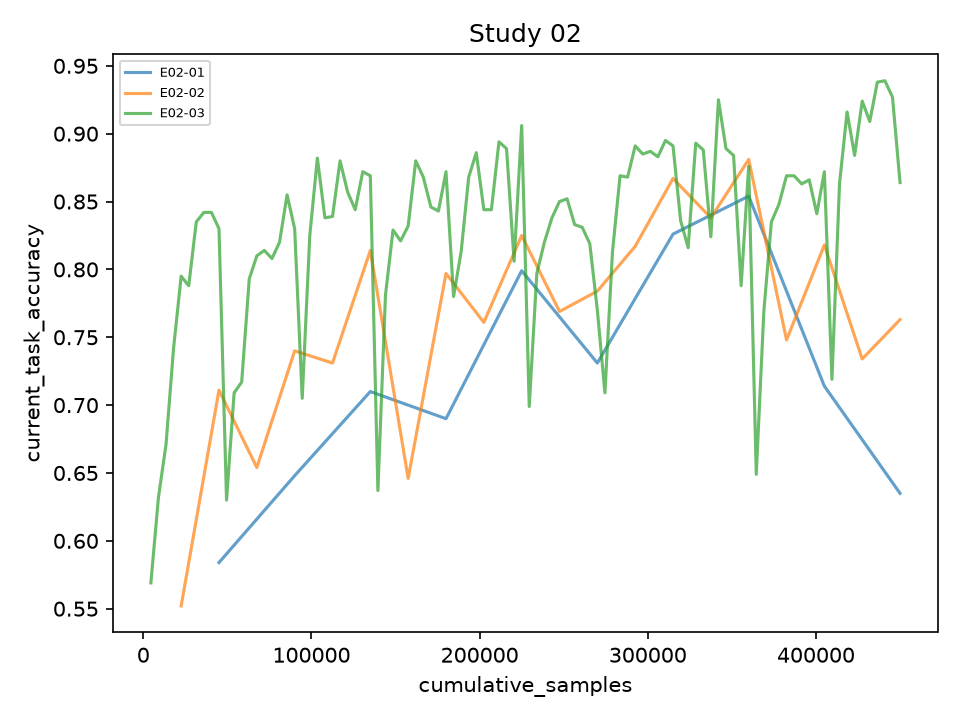 Study 02
E02-01
E02-02
E02-03
current_task_accuracy
0.95
0.90
0.85
0.80
0.75
0.70
0.65
0.60
0.55
0
100000
200000
300000
400000
cumulative_samples